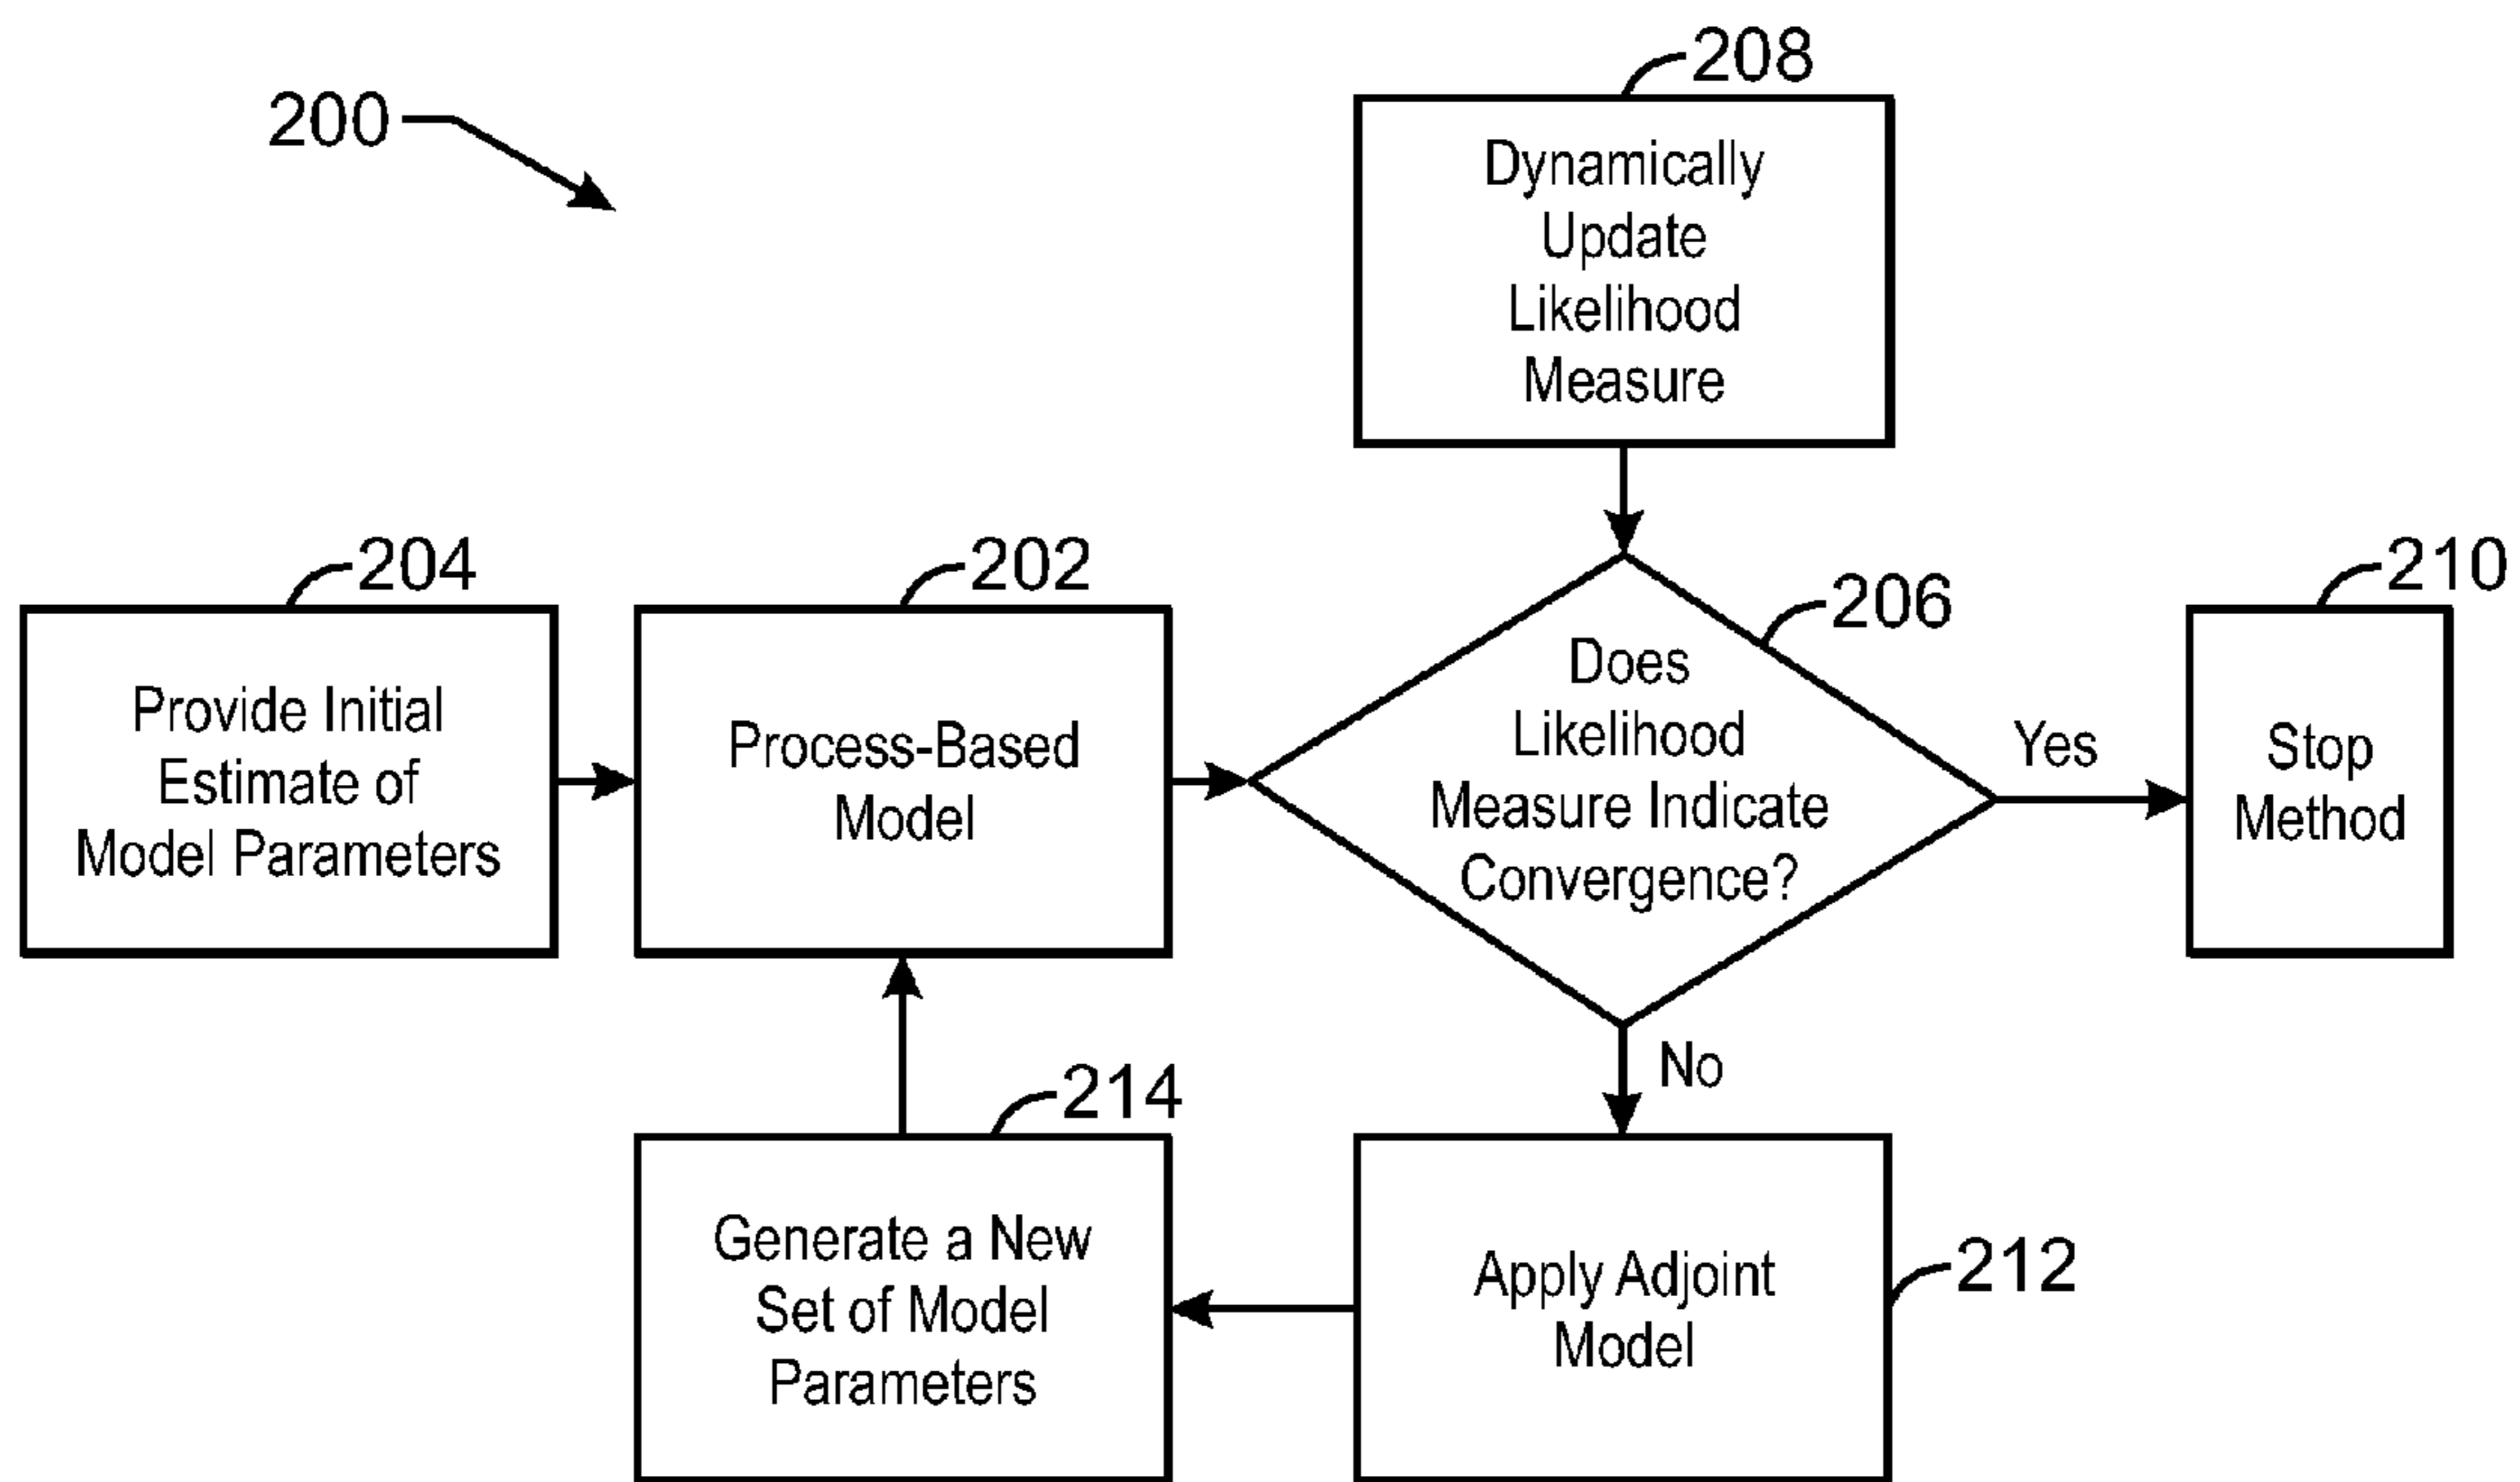 200
208
Dynamically
Update
Likelihood
Measure
204
Provide Initial
Estimate of
Model Parameters
202
Process-Based
Model
206
Does
Likelihood
Measure Indicate
Convergence?
Yes
210
Stop
Method
No
214
Generate a New
Set of Model
Parameters
Apply Adjoint
Model
212